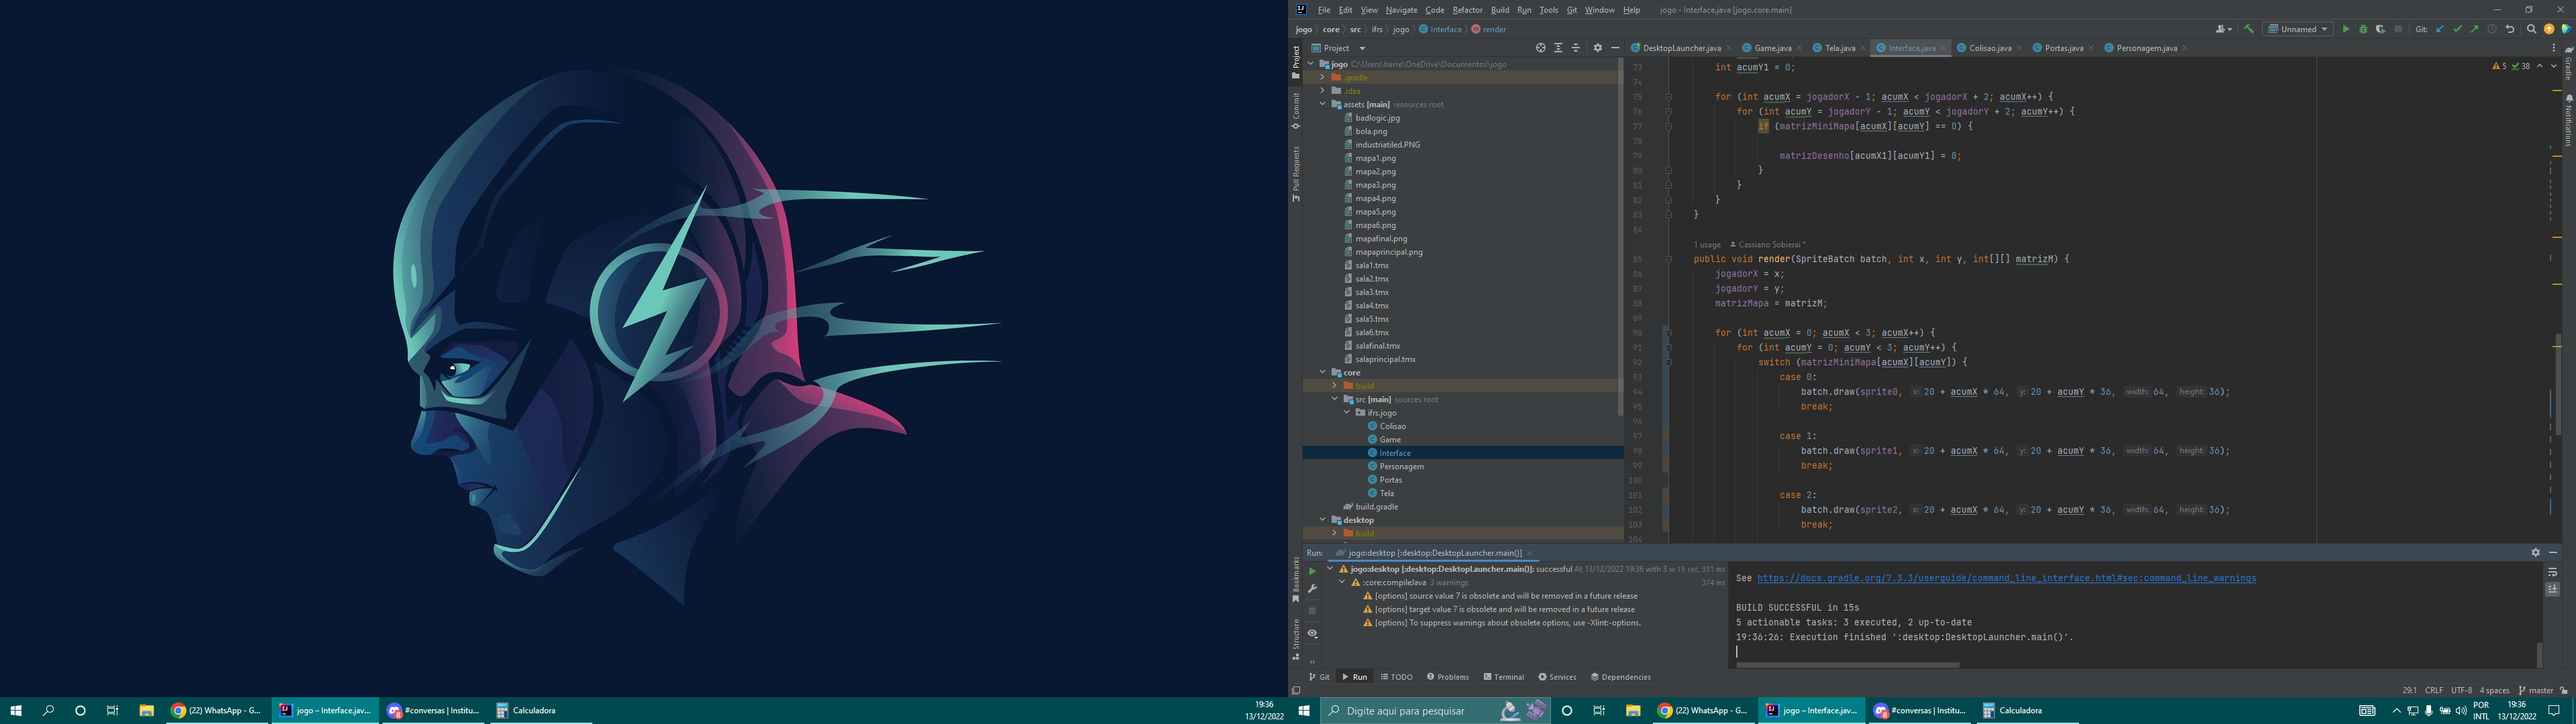 File Edit View Navigate Code Refactor Build Run Tools Git Window Help jogo - Interface.java [jogo.core.main]
jogo core src ifrs jogo Interface render
Unnamed Git:
Project
DesktopLauncher.java Game.java Tela.java Interface.java Colisao.java Portas.java Personagem.java
Project
Commit
Pull Requests
Bookmarks
Structure
Gradle
Notifications
jogo C:\Users\barre\OneDrive\Documentos\jogo
.gradle
.idea
assets [main] resources root
badlogic.jpg
bola.png
industriatiled.PNG
mapa1.png
mapa2.png
mapa3.png
mapa4.png
mapa5.png
mapa6.png
mapafinal.png
mapaprincipal.png
sala1.tmx
sala2.tmx
sala3.tmx
sala4.tmx
sala5.tmx
sala6.tmx
salafinal.tmx
salaprincipal.tmx
core
build
src [main] sources root
ifrs.jogo
Colisao
Game
Interface
Personagem
Portas
Tela
build.gradle
desktop
build
5 38
73 int acumY1 = 0;
74
75 for (int acumX = jogadorX - 1; acumX < jogadorX + 2; acumX++) {
76 for (int acumY = jogadorY - 1; acumY < jogadorY + 2; acumY++) {
77 if (matrizMiniMapa[acumX][acumY] == 0) {
78
79 matrizDesenho[acumX1][acumY1] = 0;
80 }
81 }
82 }
83 }
84
1 usage Cassiano Sobierai *
85 public void render(SpriteBatch batch, int x, int y, int[][] matrizM) {
86 jogadorX = x;
87 jogadorY = y;
88 matrizMapa = matrizM;
89
90 for (int acumX = 0; acumX < 3; acumX++) {
91 for (int acumY = 0; acumY < 3; acumY++) {
92 switch (matrizMiniMapa[acumX][acumY]) {
93 case 0:
94 batch.draw(sprite0, x: 20 + acumX * 64, y: 20 + acumY * 36, width: 64, height: 36);
95 break;
96
97 case 1:
98 batch.draw(sprite1, x: 20 + acumX * 64, y: 20 + acumY * 36, width: 64, height: 36);
99 break;
100
101 case 2:
102 batch.draw(sprite2, x: 20 + acumX * 64, y: 20 + acumY * 36, width: 64, height: 36);
103 break;
104
Run: jogo:desktop [:desktop:DesktopLauncher.main()]
jogo:desktop [:desktop:DesktopLauncher.main()]: successful At 13/12/2022 19:36 with 3 w 15 sec, 331 ms
:core:compileJava 3 warnings 374 ms
[options] source value 7 is obsolete and will be removed in a future release
[options] target value 7 is obsolete and will be removed in a future release
[options] To suppress warnings about obsolete options, use -Xlint:-options.
See https://docs.gradle.org/7.3.3/userguide/command_line_interface.html#sec:command_line_warnings
BUILD SUCCESSFUL in 15s
5 actionable tasks: 3 executed, 2 up-to-date
19:36:26: Execution finished ':desktop:DesktopLauncher.main()'.
Git Run TODO Problems Terminal Services Dependencies
29:1 CRLF UTF-8 4 spaces master
(22) WhatsApp - G... jogo – Interface.jav... #conversas | Institu... Calculadora
19:36
13/12/2022
Digite aqui para pesquisar
(22) WhatsApp - G... jogo – Interface.jav... #conversas | Institu... Calculadora
POR
INTL
19:36
13/12/2022